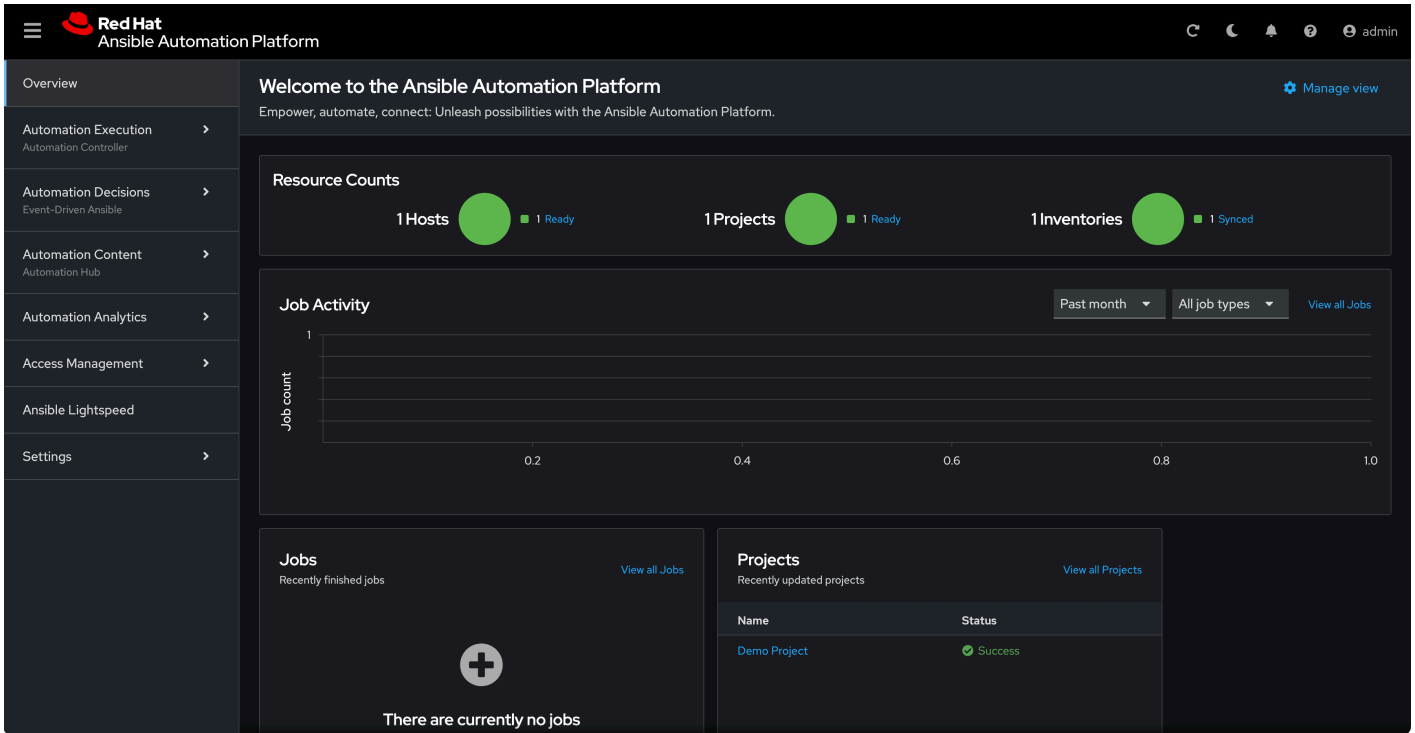 Red Hat
Ansible Automation Platform
admin
Overview
Automation Execution
Automation Controller
Automation Decisions
Event-Driven Ansible
Automation Content
Automation Hub
Automation Analytics
Access Management
Ansible Lightspeed
Settings
Welcome to the Ansible Automation Platform
Manage view
Empower, automate, connect: Unleash possibilities with the Ansible Automation Platform.
Resource Counts
1 Hosts 1 Ready 1 Projects 1 Ready 1 Inventories 1 Synced
Job Activity Past month All job types View all Jobs
1
Job count
0.2 0.4 0.6 0.8 1.0
Jobs
Recently finished jobs
View all Jobs
There are currently no jobs
Projects
Recently updated projects
View all Projects
Name Status
Demo Project Success